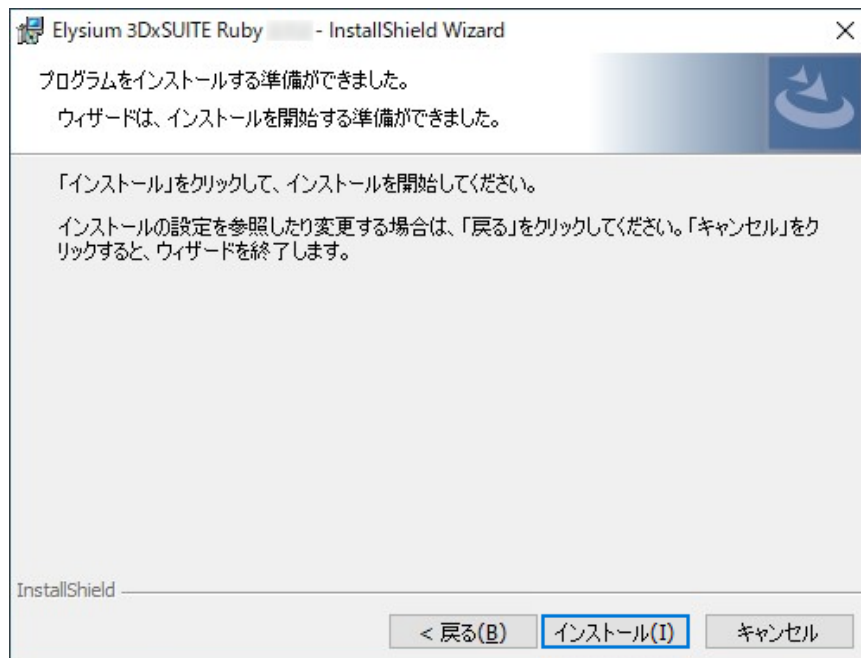 Elysium 3DxSUITE Ruby - InstallShield Wizard
プログラムをインストールする準備ができました。
ウィザードは、インストールを開始する準備ができました。
「インストール」をクリックして、インストールを開始してください。
インストールの設定を参照したり変更する場合は、「戻る」をクリックしてください。「キャンセル」をク
リックすると、ウィザードを終了します。
InstallShield
< 戻る(B)
インストール(I)
キャンセル